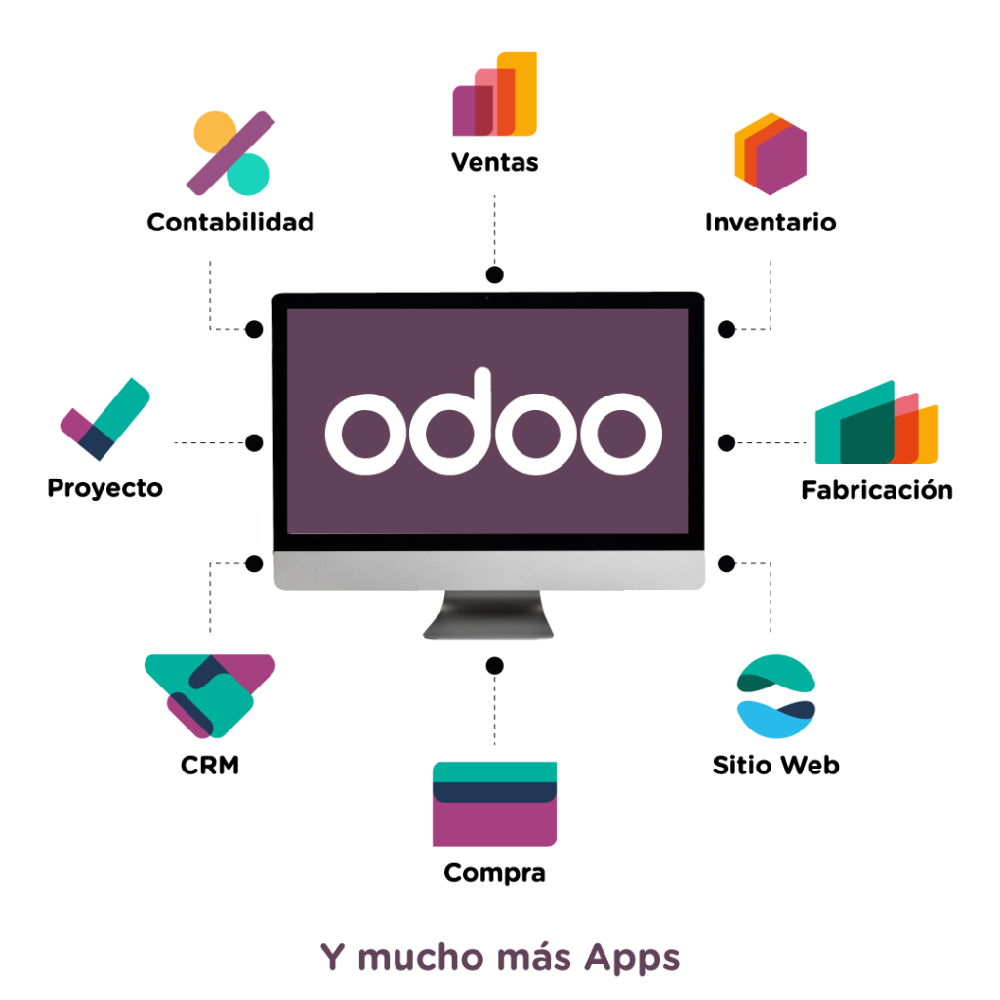 Ventas
Contabilidad
Inventario
odoo
Proyecto
Fabricación
CRM
Sitio Web
Compra
Y mucho más Apps